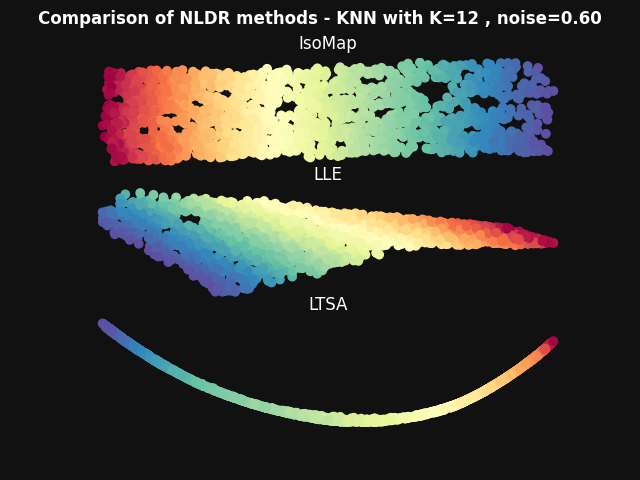 Comparison of NLDR methods - KNN with K=12 , noise=0.60
IsoMap
LLE
LTSA